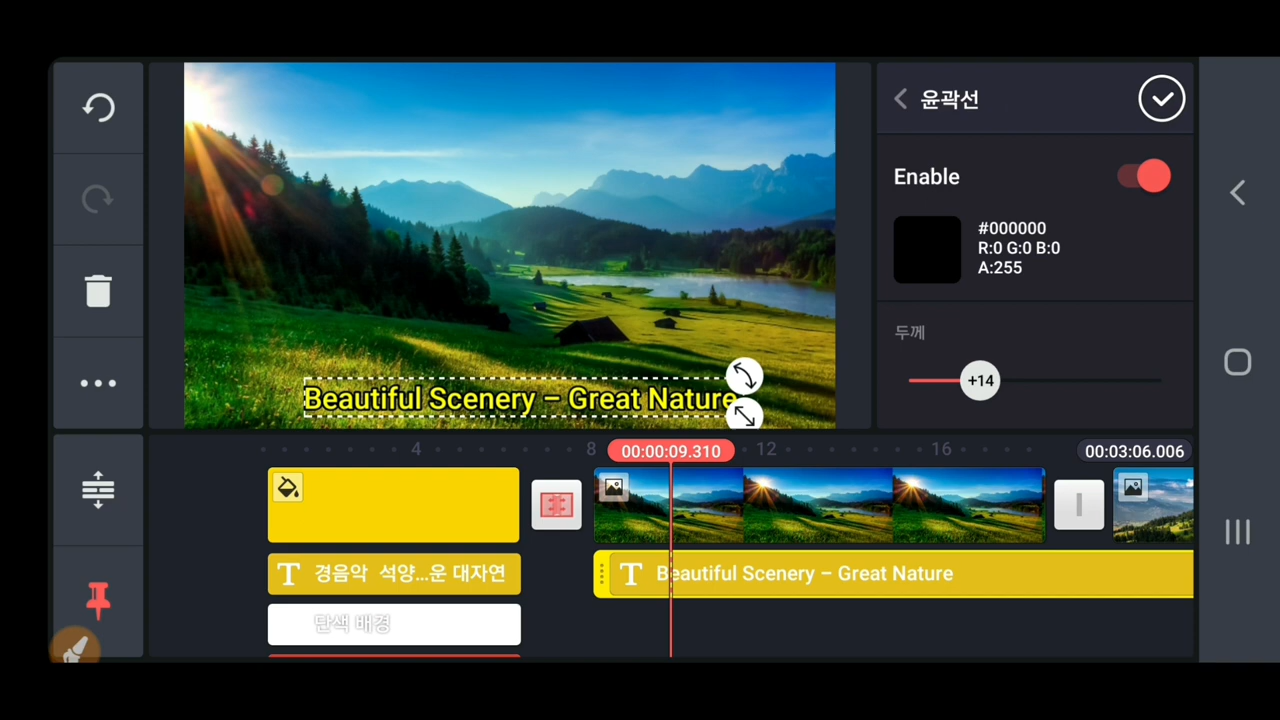 윤곽선
Enable
#000000
R:0 G:0 B:0
A:255
두께
+14
Beautiful Scenery – Great Nature
4
8
00:00:09.310
12
16
00:03:06.006
T 경음악 석양...운 대자연
T Beautiful Scenery – Great Nature
단색 배경